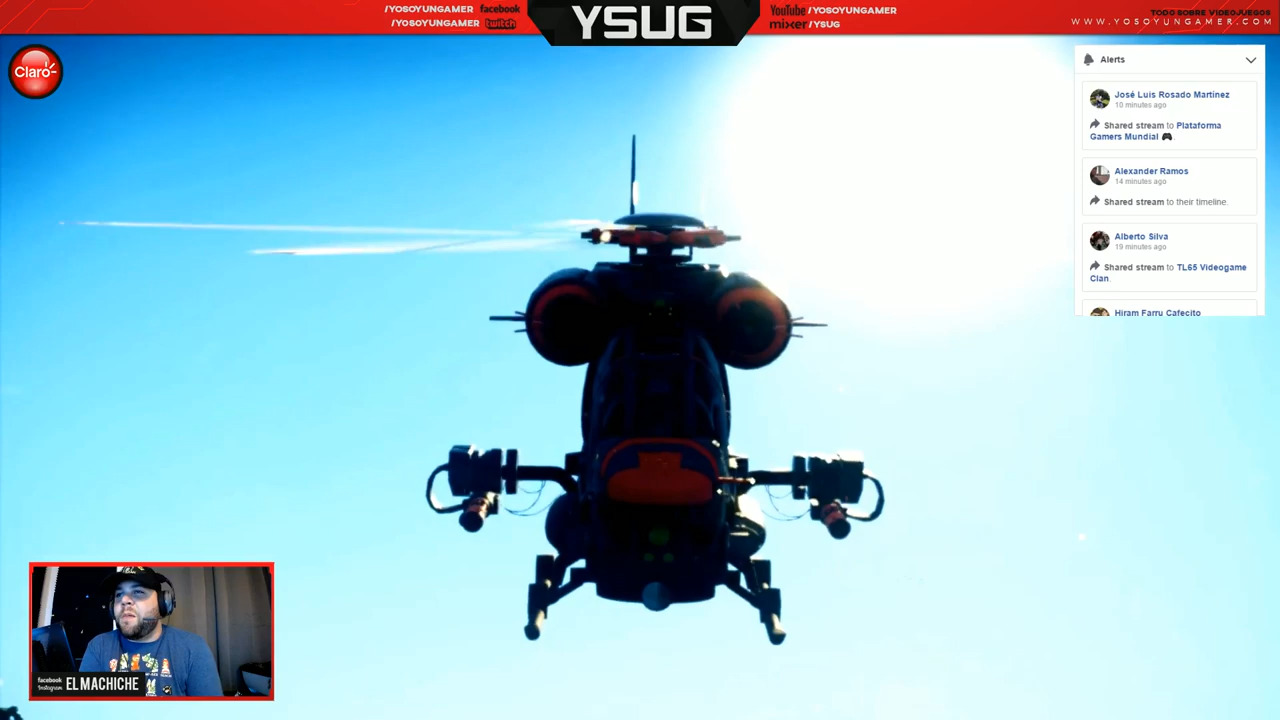 /YOSOYUNGAMER facebook
/YOSOYUNGAMER twitch
YSUG
YouTube /YOSOYUNGAMER
mixer /YSUG
TODO SOBRE VIDEOJUEGOS
WWW.YOSOYUNGAMER.COM
Claro
Alerts
José Luis Rosado Martínez
10 minutes ago
Shared stream to Plataforma
Gamers Mundial 🎮.
Alexander Ramos
14 minutes ago
Shared stream to their timeline.
Alberto Silva
19 minutes ago
Shared stream to TL65 Videogame
Clan.
Hiram Farru Cafecito
facebook
Instagram
EL MACHICHE